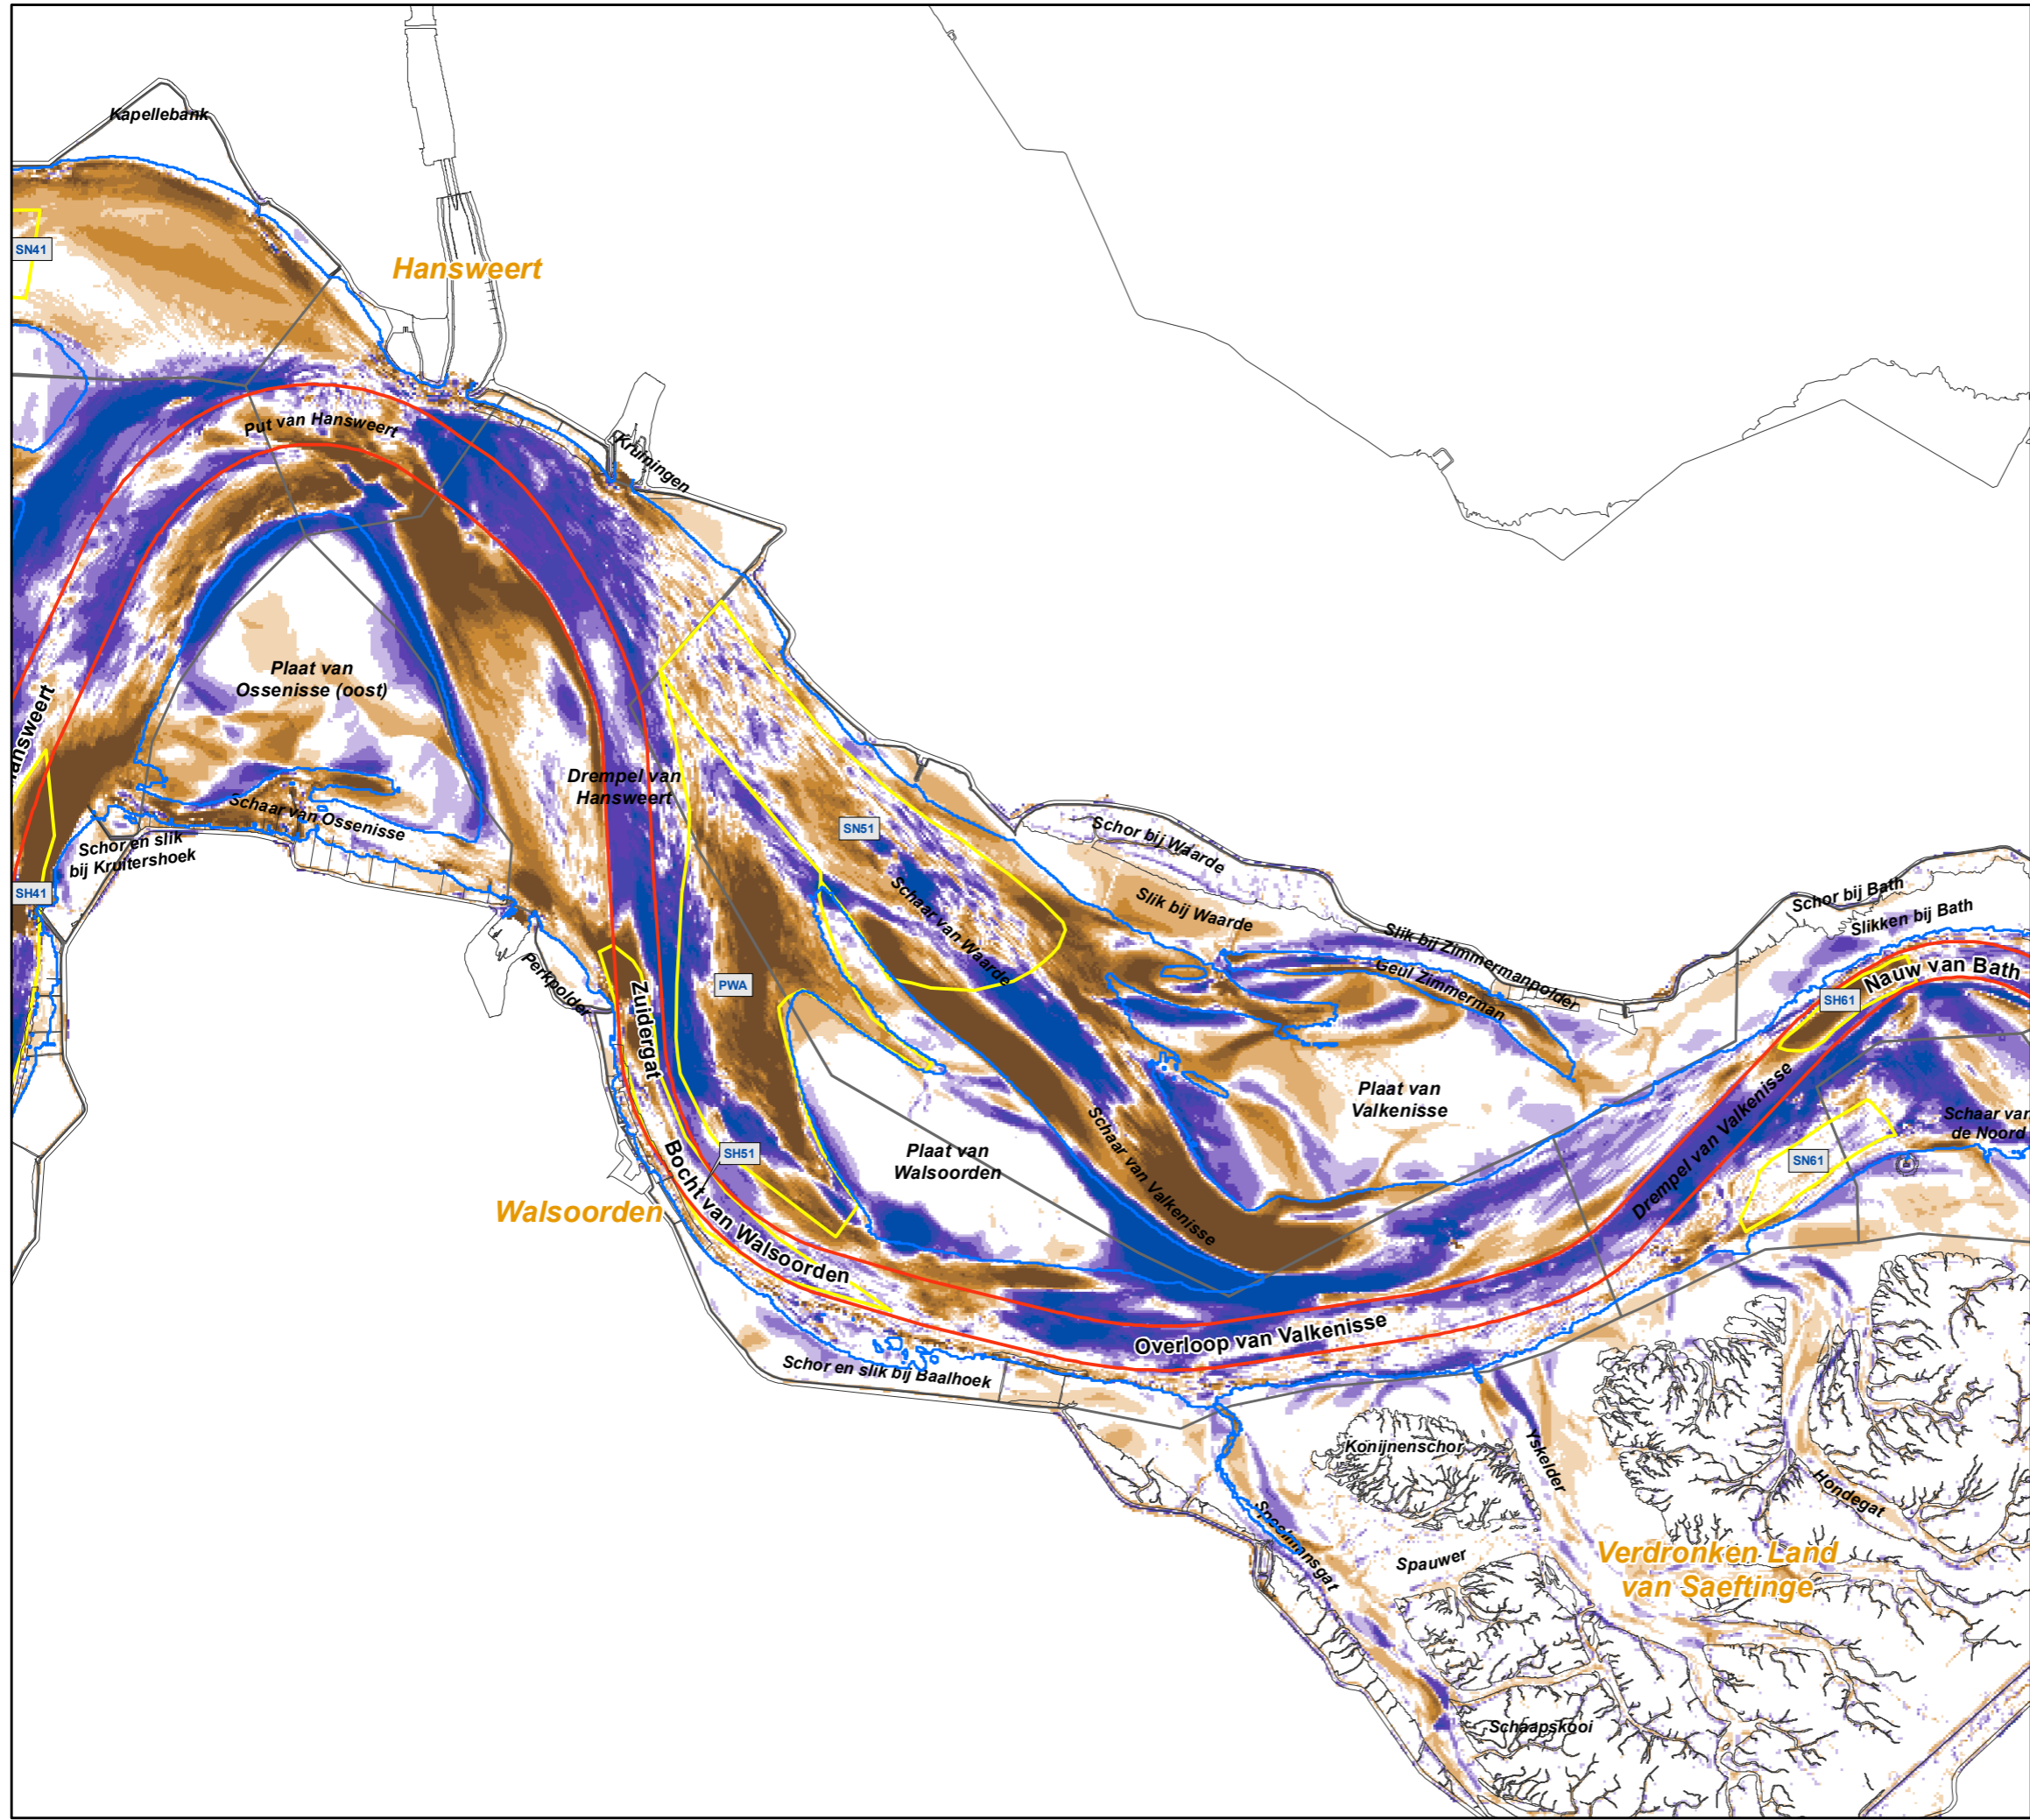 Kapellebank
SN41
Hansweert
Put van Hansweert
Kruiningen
Plaat van
Ossenisse (oost)
Hansweert
Drempel van
Hansweert
Schaar van Ossenisse
Schor en slik
bij Kruitershoek
SH41
SN51
Schor bij Waarde
Slik bij Waarde
Schaar van Waarde
Slik bij Zimmermanpolder
Geul Zimmerman
Schor bij Bath
Slikken bij Bath
Nauw van Bath
SH61
Perkpolder
Zuidergat
PWA
Plaat van
Valkenisse
Drempel van Valkenisse
Schaar van
de Noord
SN61
Plaat van
Walsoorden
Schaar van Valkenisse
SH51
Bocht van Walsoorden
Walsoorden
Overloop van Valkenisse
Schor en slik bij Baalhoek
Konijnenschor
Yskelder
Hondegat
Speelmansgat
Spauwer
Verdronken Land
van Saeftinge
Schaapskooi